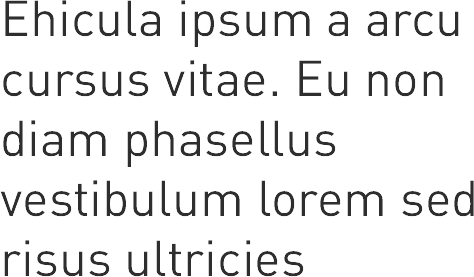 Ehicula ipsum a arcu
cursus vitae. Eu non
diam phasellus
vestibulum lorem sed
risus ultricies